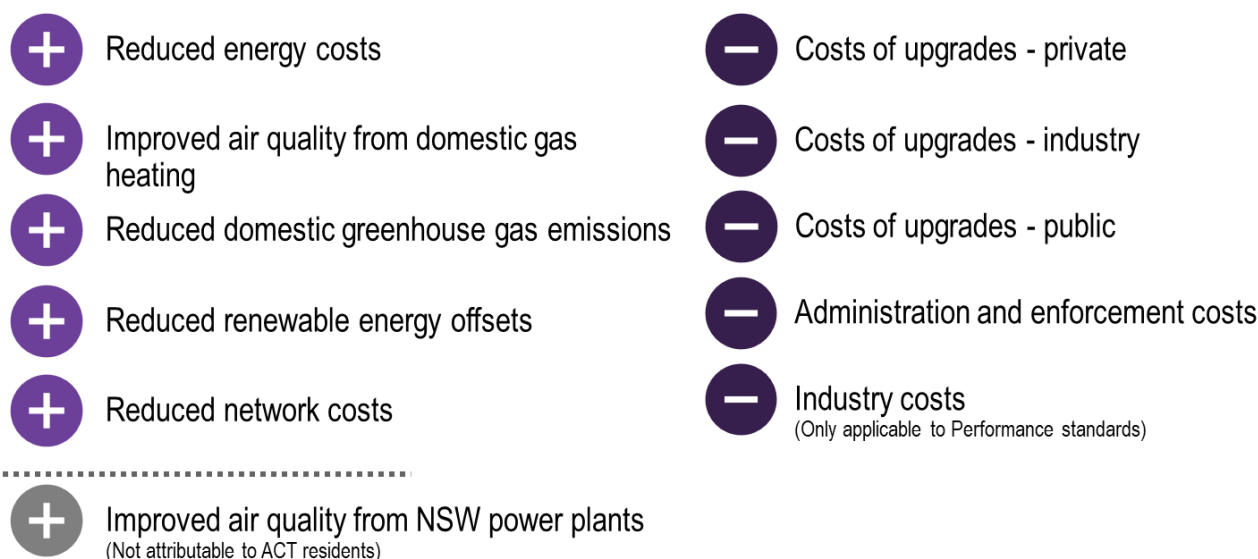 Reduced energy costs
Improved air quality from domestic gas
heating
Reduced domestic greenhouse gas emissions
Reduced renewable energy offsets
Reduced network costs
Improved air quality from NSW power plants
(Not attributable to ACT residents)
Costs of upgrades - private
Costs of upgrades - industry
Costs of upgrades - public
Administration and enforcement costs
Industry costs
(Only applicable to Performance standards)